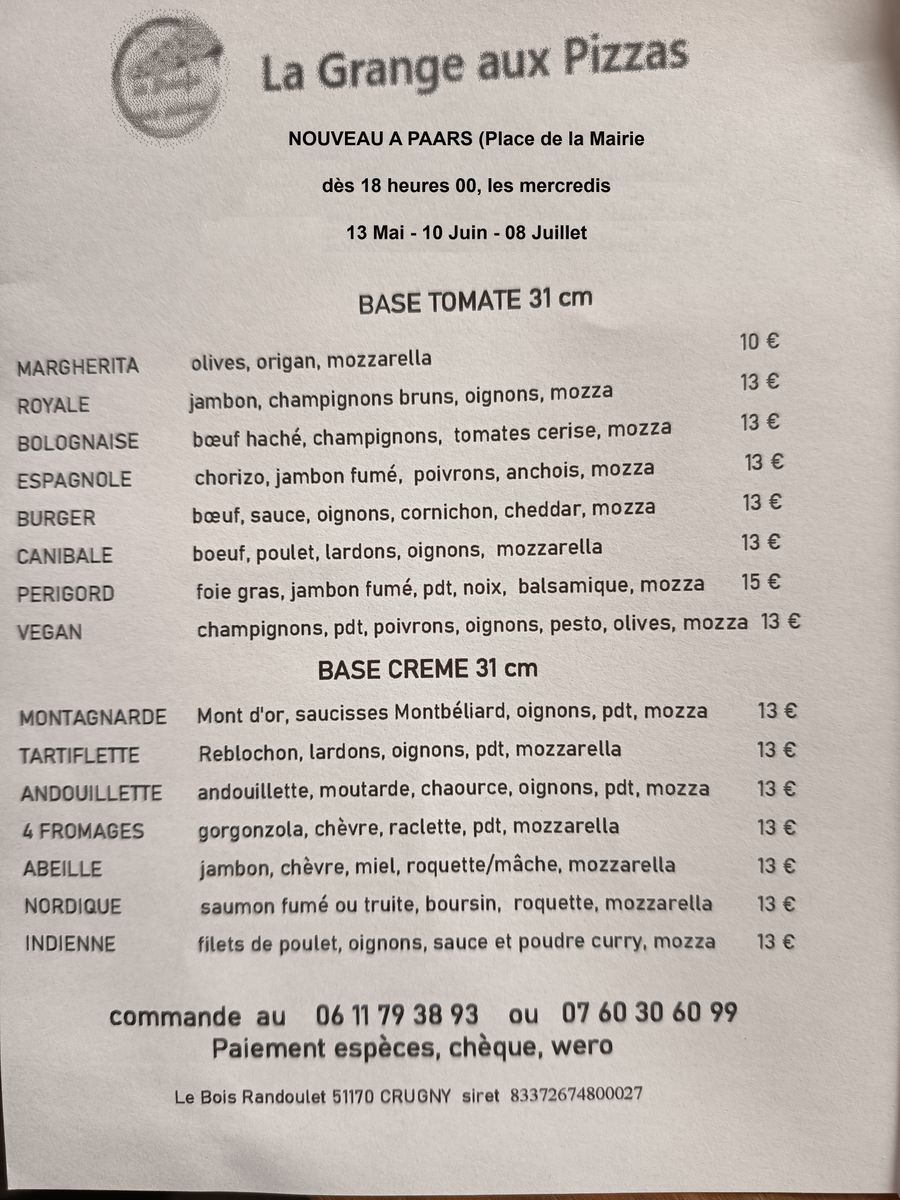 La Grange aux Pizzas
NOUVEAU A PAARS (Place de la Mairie
dès 18 heures 00, les mercredis
13 Mai - 10 Juin - 08 Juillet
BASE TOMATE 31 cm
MARGHERITA olives, origan, mozzarella 10 €
ROYALE jambon, champignons bruns, oignons, mozza 13 €
BOLOGNAISE bœuf haché, champignons, tomates cerise, mozza 13 €
ESPAGNOLE chorizo, jambon fumé, poivrons, anchois, mozza 13 €
BURGER bœuf, sauce, oignons, cornichon, cheddar, mozza 13 €
CANIBALE boeuf, poulet, lardons, oignons, mozzarella 13 €
PERIGORD foie gras, jambon fumé, pdt, noix, balsamique, mozza 15 €
VEGAN champignons, pdt, poivrons, oignons, pesto, olives, mozza 13 €
BASE CREME 31 cm
MONTAGNARDE Mont d'or, saucisses Montbéliard, oignons, pdt, mozza 13 €
TARTIFLETTE Reblochon, lardons, oignons, pdt, mozzarella 13 €
ANDOUILLETTE andouillette, moutarde, chaource, oignons, pdt, mozza 13 €
4 FROMAGES gorgonzola, chèvre, raclette, pdt, mozzarella 13 €
ABEILLE jambon, chèvre, miel, roquette/mâche, mozzarella 13 €
NORDIQUE saumon fumé ou truite, boursin, roquette, mozzarella 13 €
INDIENNE filets de poulet, oignons, sauce et poudre curry, mozza 13 €
commande au 06 11 79 38 93 ou 07 60 30 60 99
Paiement espèces, chèque, wero
Le Bois Randoulet 51170 CRUGNY siret 83372674800027